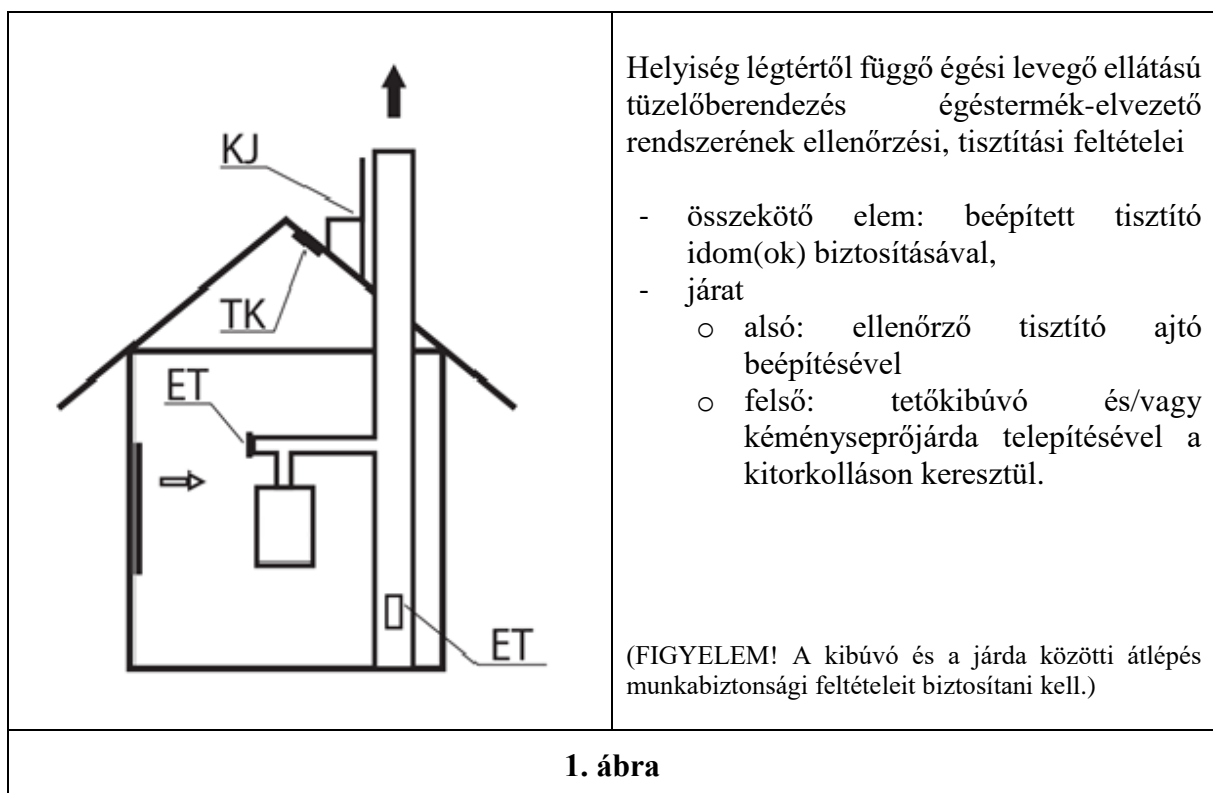 KJ
TK
ET
ET
Helyiség légtértől függő égési levegő ellátású
tüzelőberendezés égéstermék-elvezető
rendszerének ellenőrzési, tisztítási feltételei
- összekötő elem: beépített tisztító
idom(ok) biztosításával,
- járat
o alsó: ellenőrző tisztító ajtó
beépítésével
o felső: tetőkibúvó és/vagy
kéményseprőjárda telepítésével a
kitorkolláson keresztül.
(FIGYELEM! A kibúvó és a járda közötti átlépés
munkabiztonsági feltételeit biztosítani kell.)
1. ábra